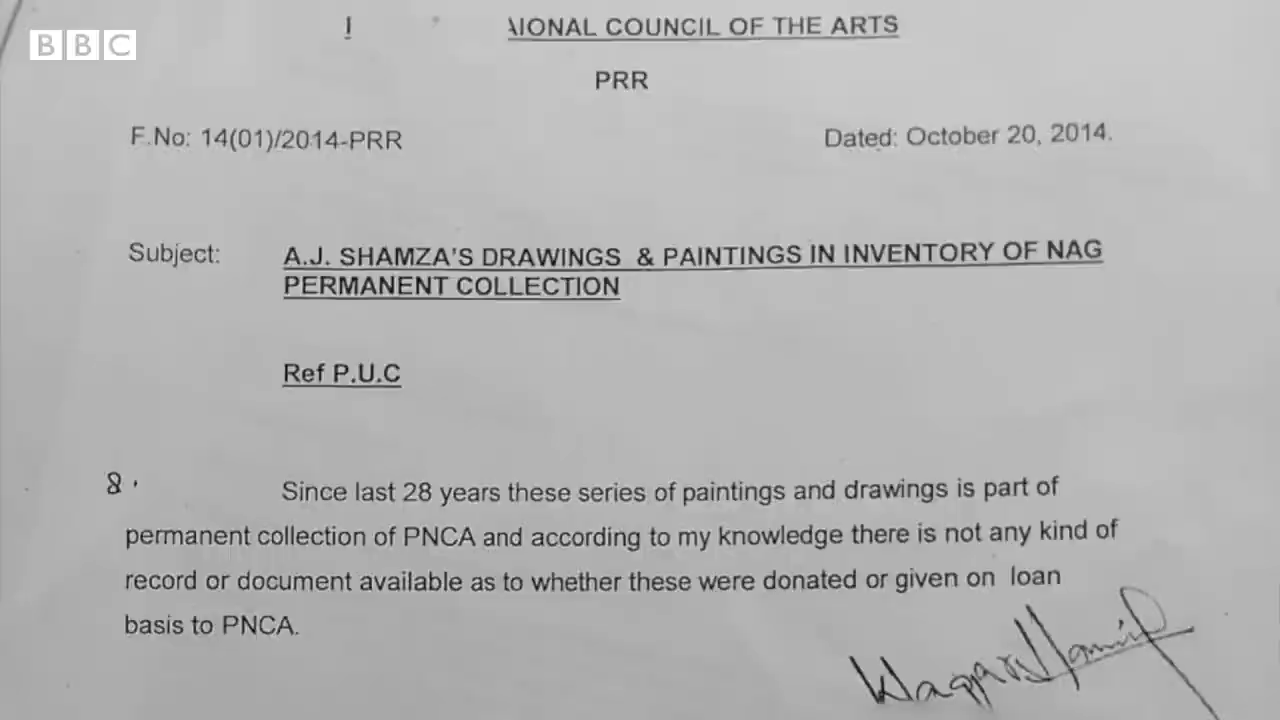 BBC
IONAL COUNCIL OF THE ARTS
PRR
F.No: 14(01)/2014-PRR
Dated: October 20, 2014.
Subject: A.J. SHAMZA'S DRAWINGS & PAINTINGS IN INVENTORY OF NAG
PERMANENT COLLECTION
Ref P.U.C
8. Since last 28 years these series of paintings and drawings is part of
permanent collection of PNCA and according to my knowledge there is not any kind of
record or document available as to whether these were donated or given on loan
basis to PNCA.